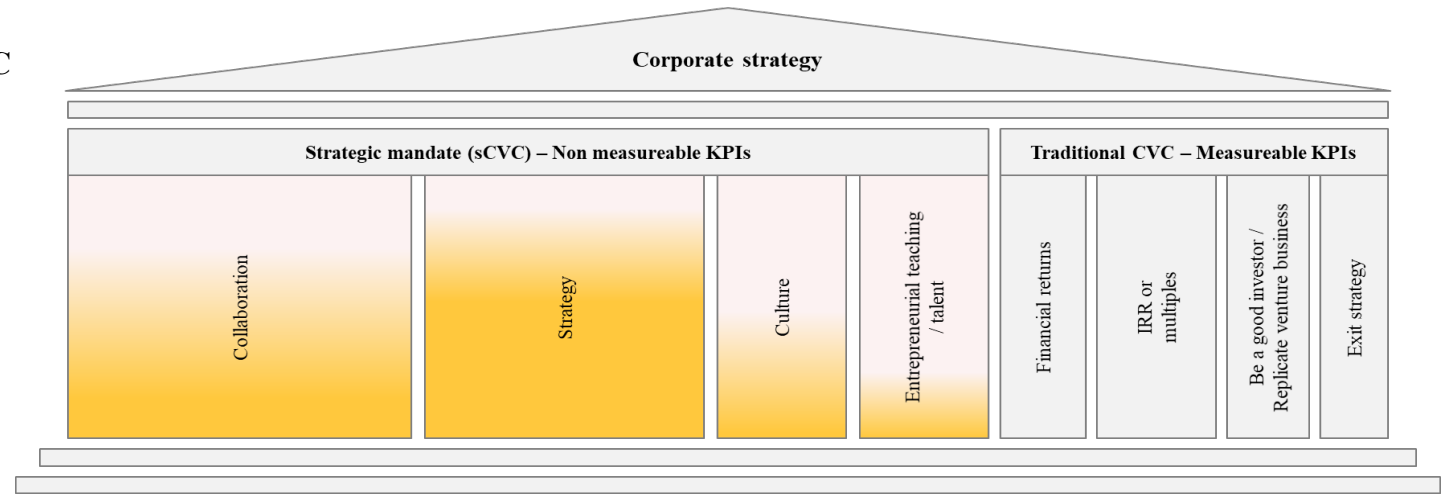 C
Corporate strategy
Strategic mandate (sCVC) – Non measureable KPIs
Traditional CVC – Measureable KPIs
Collaboration
Strategy
Culture
Entrepreneurial teaching
/ talent
Financial returns
IRR or
multiples
Be a good investor /
Replicate venture business
Exit strategy